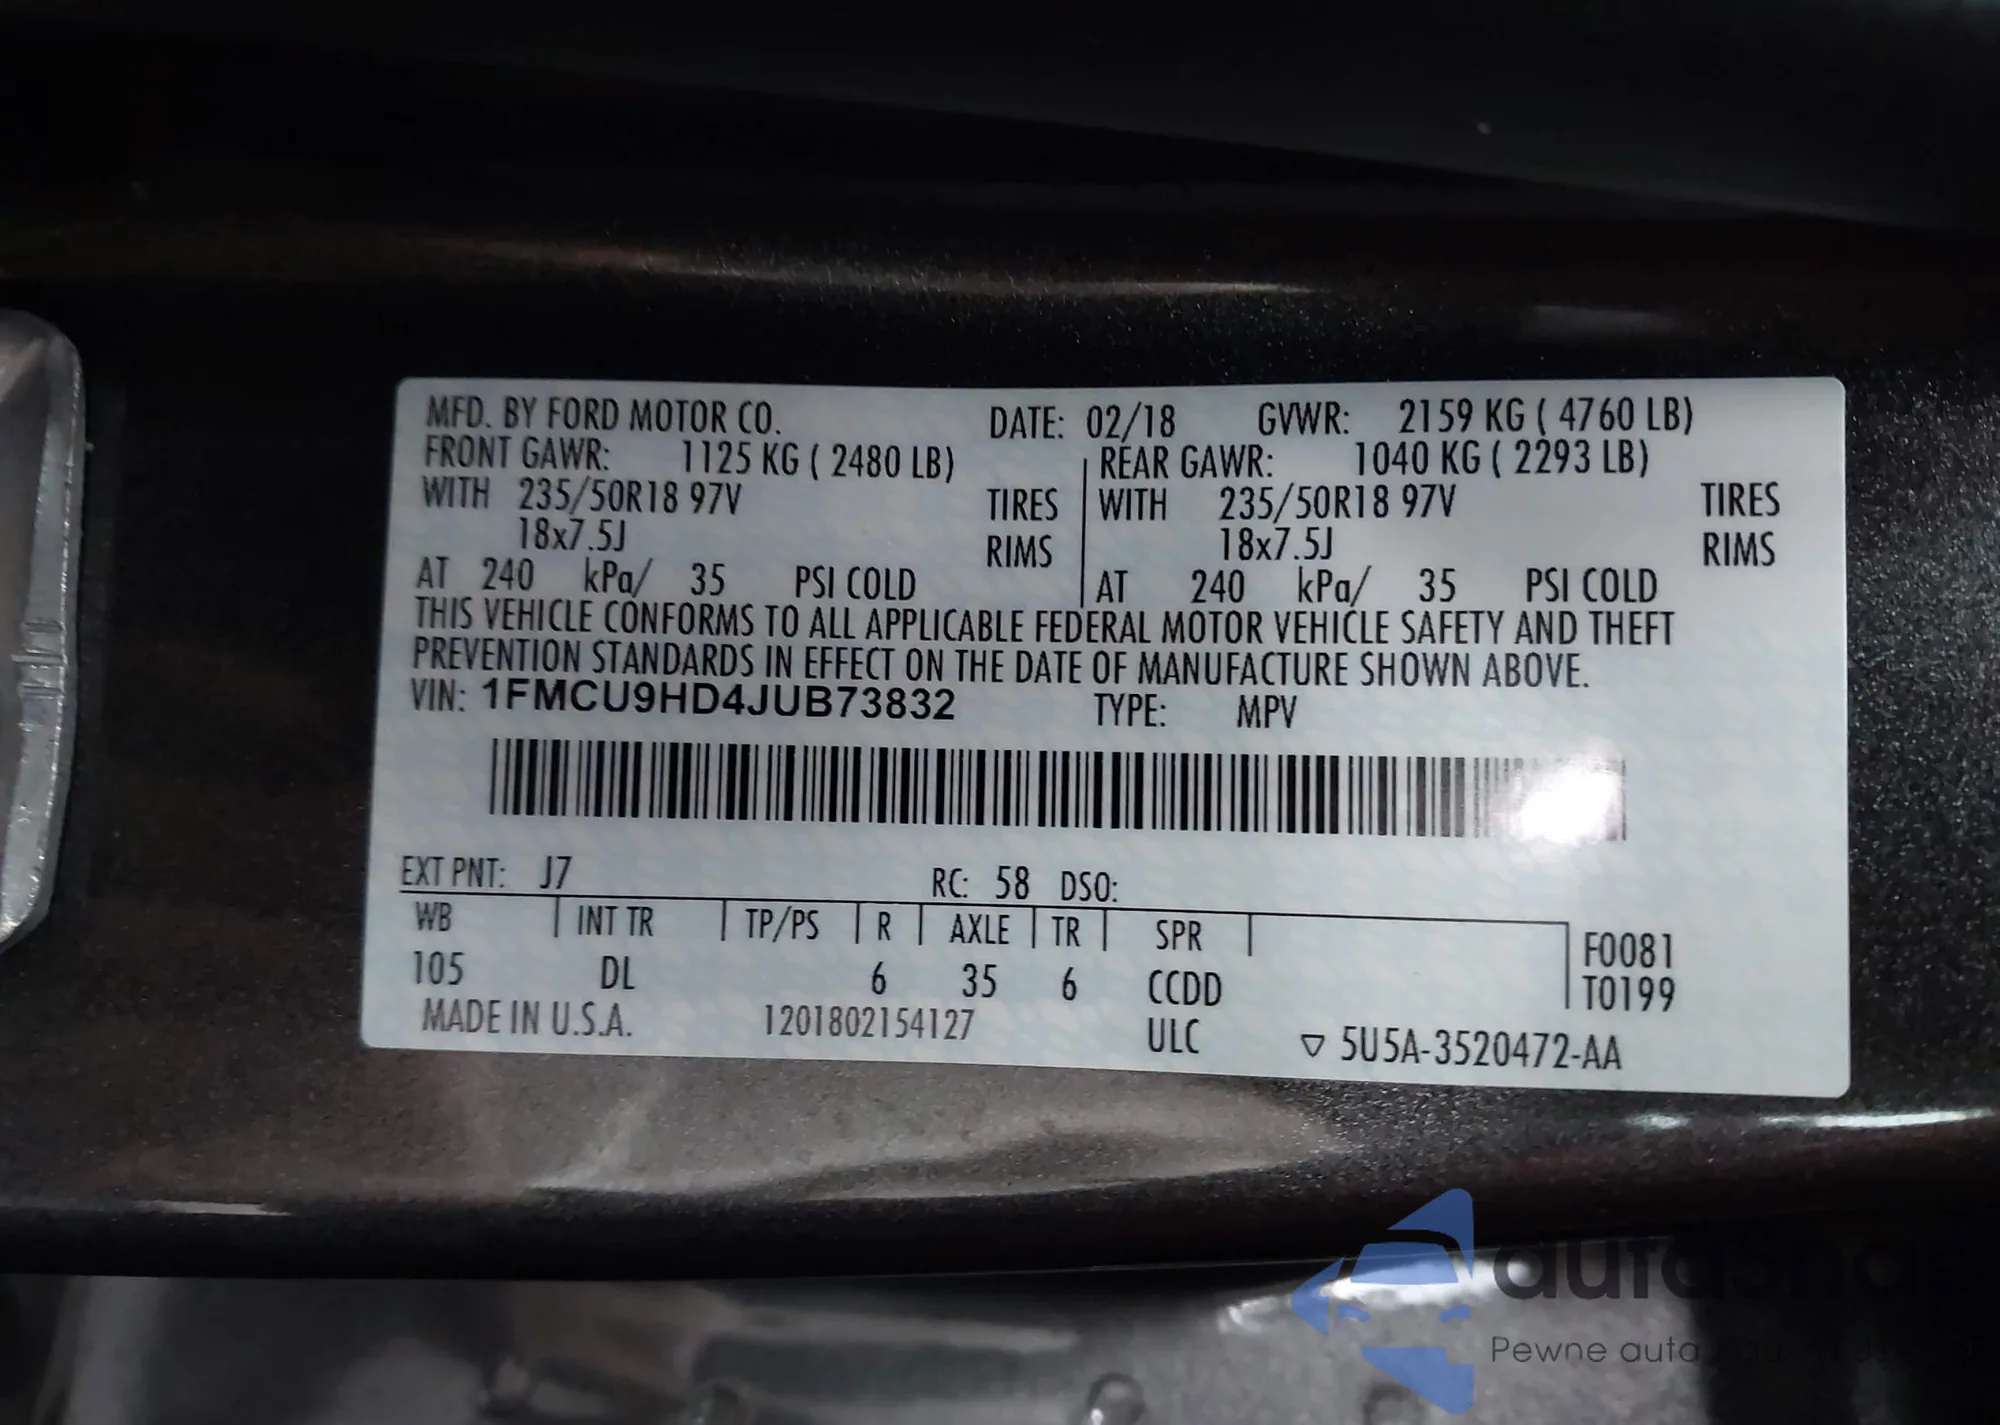 MFD. BY FORD MOTOR CO. DATE: 02/18 GVWR: 2159 KG ( 4760 LB)
FRONT GAWR: 1125 KG ( 2480 LB) REAR GAWR: 1040 KG ( 2293 LB)
WITH 235/50R18 97V TIRES WITH 235/50R18 97V TIRES
18x7.5J RIMS 18x7.5J RIMS
AT 240 kPa/ 35 PSI COLD AT 240 kPa/ 35 PSI COLD
THIS VEHICLE CONFORMS TO ALL APPLICABLE FEDERAL MOTOR VEHICLE SAFETY AND THEFT
PREVENTION STANDARDS IN EFFECT ON THE DATE OF MANUFACTURE SHOWN ABOVE.
VIN: 1FMCU9HD4JUB73832 TYPE: MPV
EXT PNT: J7 RC: 58 DSO:
WB INT TR TP/PS R AXLE TR SPR F0081
105 DL 6 35 6 CCDD T0199
MADE IN U.S.A. 1201802154127 ULC ▽ 5U5A-3520472-AA
Pewne auta